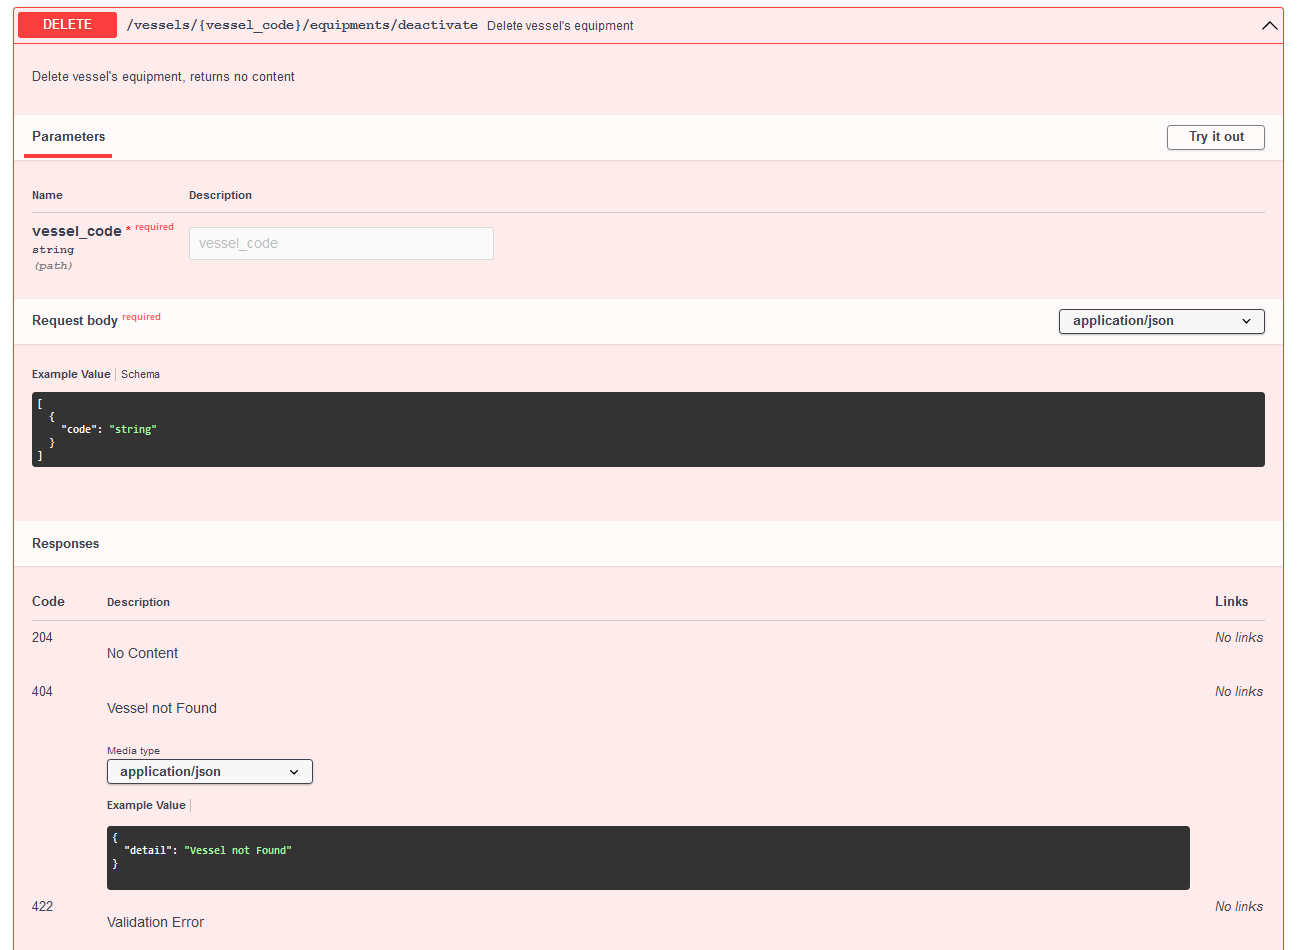 DELETE /vessels/{vessel_code}/equipments/deactivate Delete vessel's equipment
Delete vessel's equipment, returns no content
Parameters
Try it out
Name Description
vessel_code * required
string
(path)
vessel_code
Request body required
application/json
Example Value | Schema
[
  {
    "code": "string"
  }
]
Responses
Code Description Links
204 No links
No Content
404 No links
Vessel not Found
Media type
application/json
Example Value |
{
  "detail": "Vessel not Found"
}
422 No links
Validation Error